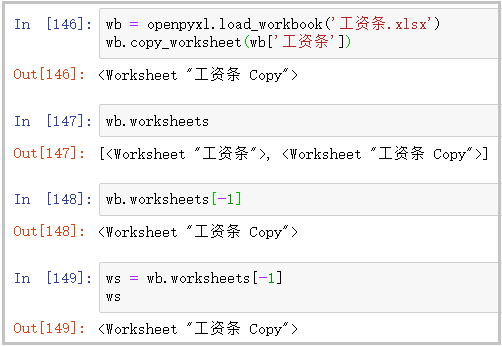 In [146]: wb = openpyxl.load_workbook('工资条.xlsx')
wb.copy_worksheet(wb['工资条'])
Out[146]: <Worksheet "工资条 Copy">
In [147]: wb.worksheets
Out[147]: [<Worksheet "工资条">, <Worksheet "工资条 Copy">]
In [148]: wb.worksheets[-1]
Out[148]: <Worksheet "工资条 Copy">
In [149]: ws = wb.worksheets[-1]
ws
Out[149]: <Worksheet "工资条 Copy">